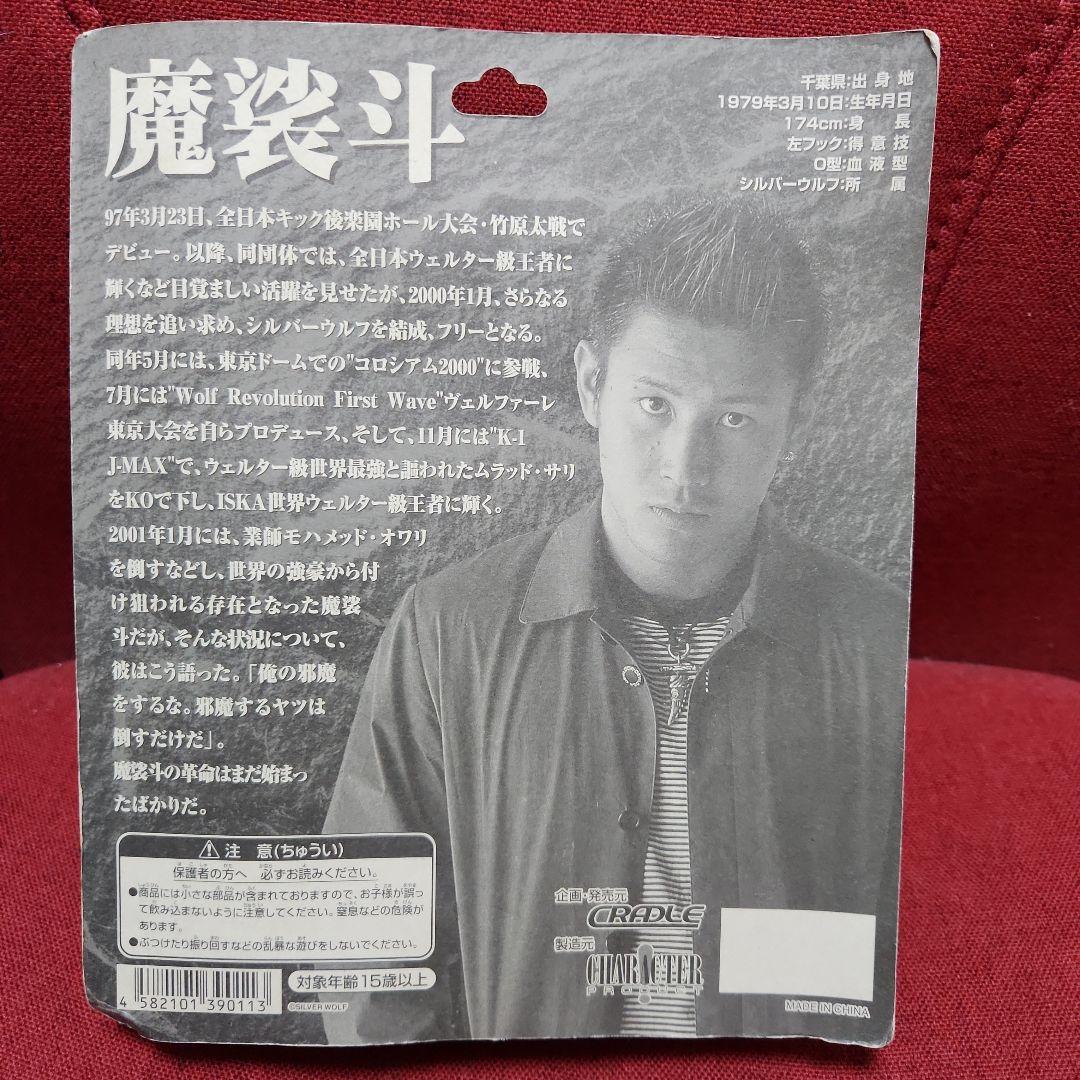 魔裟斗
千葉県:出身地
1979年3月10日:生年月日
174cm:身長
左フック:得意技
O型:血液型
シルバーウルフ:所属
97年3月23日、全日本キック後楽園ホール大会・竹原太戦で
デビュー。以降、同団体では、全日本ウェルター級王者に
輝くなど目覚ましい活躍を見せたが、2000年1月、さらなる
理想を追い求め、シルバーウルフを結成、フリーとなる。
同年5月には、東京ドームでの"コロシアム2000"に参戦、
7月には"Wolf Revolution First Wave"ヴェルファーレ
東京大会を自らプロデュース、そして、11月には"K-1
J-MAX"で、ウェルター級世界最強と謳われたムラッド・サリ
をKOで下し、ISKA世界ウェルター級王者に輝く。
2001年1月には、業師モハメッド・オワリ
を倒すなどし、世界の強豪から付
け狙われる存在となった魔裟
斗だが、そんな状況について、
彼はこう語った。「俺の邪魔
をするな。邪魔するヤツは
倒すだけだ」。
魔裟斗の革命はまだ始まっ
たばかりだ。
注 意(ちゅうい)
保護者の方へ 必ずお読みください。
●商品には小さな部品が含まれておりますので、お子様が誤っ
て飲み込まないように注意してください。窒息などの危険が
あります。
●ぶつけたり振り回すなどの乱暴な遊びをしないでください。
4 582101 390113
対象年齢15歳以上
©SILVER WOLF
企画・発売元
CRADLE
製造元
CHARACTER
PRODUCT
MADE IN CHINA